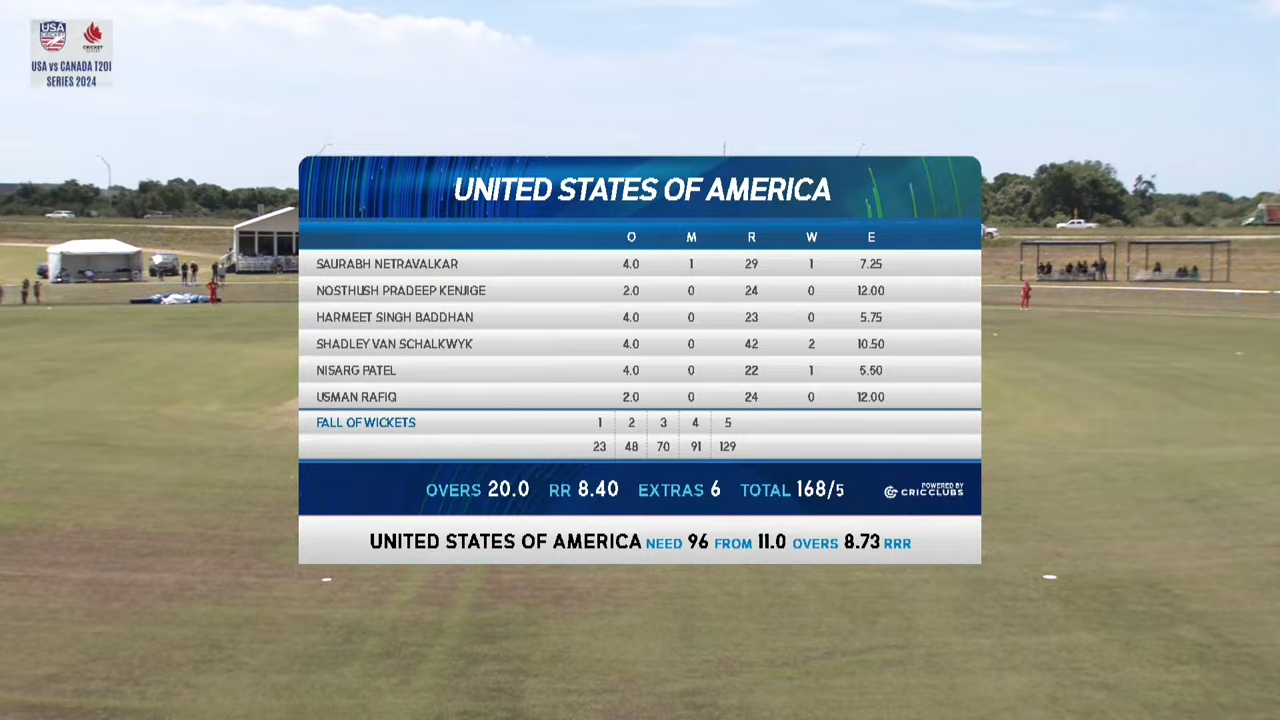 USA
CRICKET
CRICKET
USA vs CANADA T20I
SERIES 2024
UNITED STATES OF AMERICA
O M R W E
SAURABH NETRAVALKAR 4.0 1 29 1 7.25
NOSTHUSH PRADEEP KENJIGE 2.0 0 24 0 12.00
HARMEET SINGH BADDHAN 4.0 0 23 0 5.75
SHADLEY VAN SCHALKWYK 4.0 0 42 2 10.50
NISARG PATEL 4.0 0 22 1 5.50
USMAN RAFIQ 2.0 0 24 0 12.00
FALL OF WICKETS 1 2 3 4 5
23 48 70 91 129
OVERS 20.0 RR 8.40 EXTRAS 6 TOTAL 168/5
POWERED BY
CRICCLUBS
UNITED STATES OF AMERICA NEED 96 FROM 11.0 OVERS 8.73 RRR